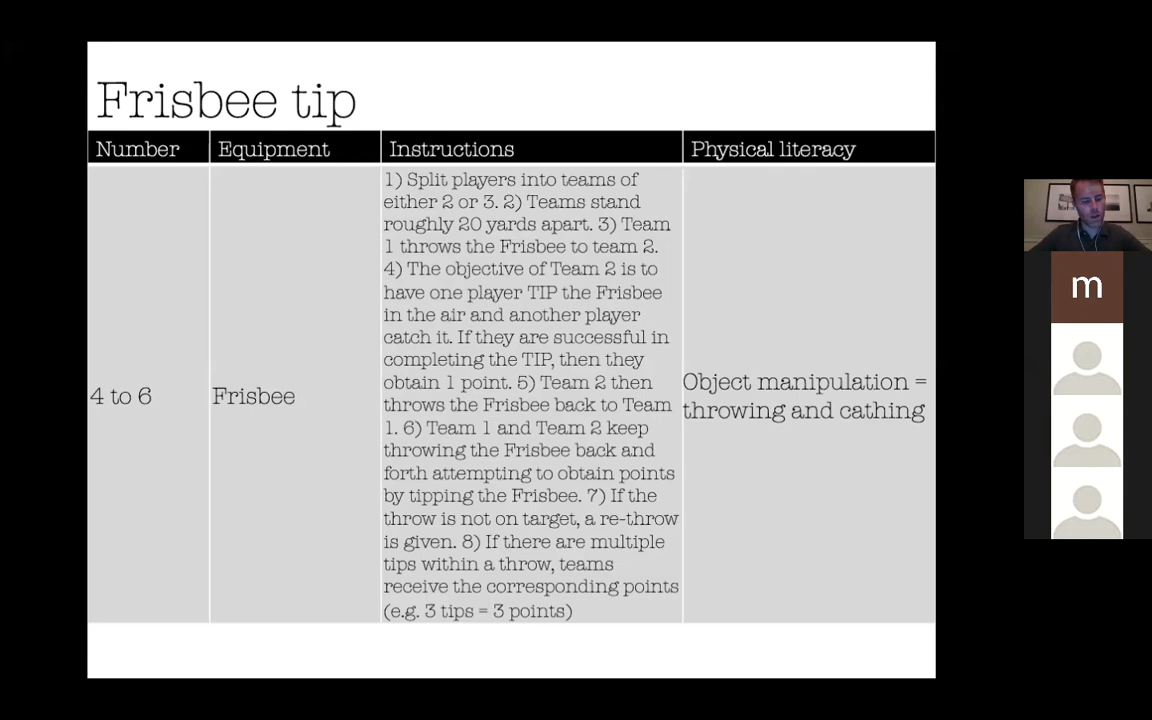 Frisbee tip
Number
Equipment
Instructions
Physical literacy
4 to 6
Frisbee
1) Split players into teams of
either 2 or 3. 2) Teams stand
roughly 20 yards apart. 3) Team
1 throws the Frisbee to team 2.
4) The objective of Team 2 is to
have one player TIP the Frisbee
in the air and another player
catch it. If they are successful in
completing the TIP, then they
obtain 1 point. 5) Team 2 then
throws the Frisbee back to Team
1. 6) Team 1 and Team 2 keep
throwing the Frisbee back and
forth attempting to obtain points
by tipping the Frisbee. 7) If the
throw is not on target, a re-throw
is given. 8) If there are multiple
tips within a throw, teams
receive the corresponding points
(e.g. 3 tips = 3 points)
Object manipulation =
throwing and cathing
m